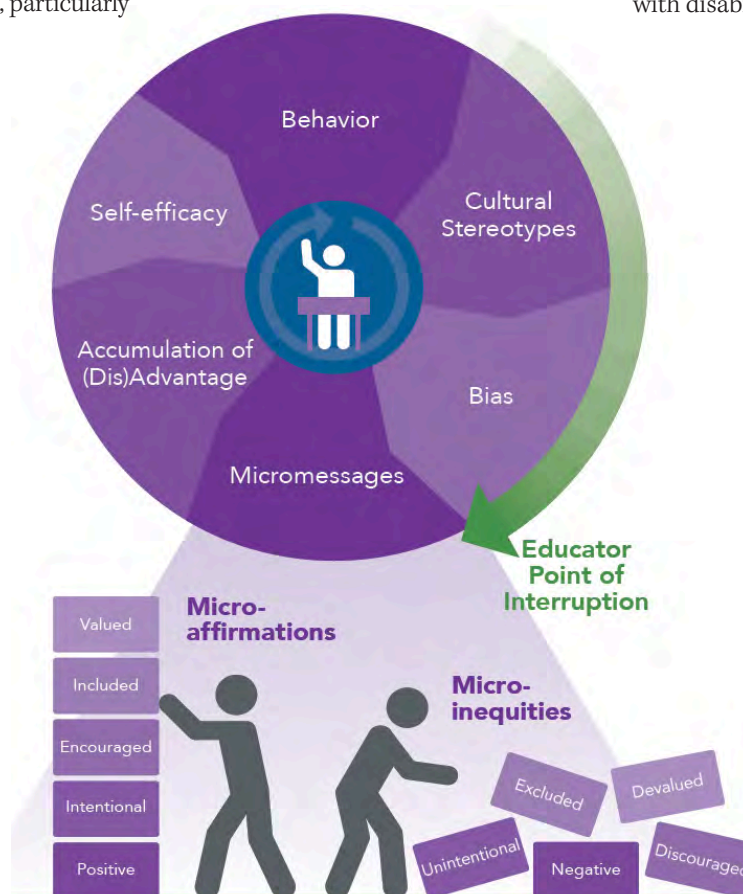 , particularly
with disab
Behavior
Cultural
Stereotypes
Bias
Micromessages
Accumulation of
(Dis)Advantage
Self-efficacy
Educator
Point of
Interruption
Micro-
affirmations
Valued
Included
Encouraged
Intentional
Positive
Micro-
inequities
Excluded
Devalued
Unintentional
Negative
Discouraged